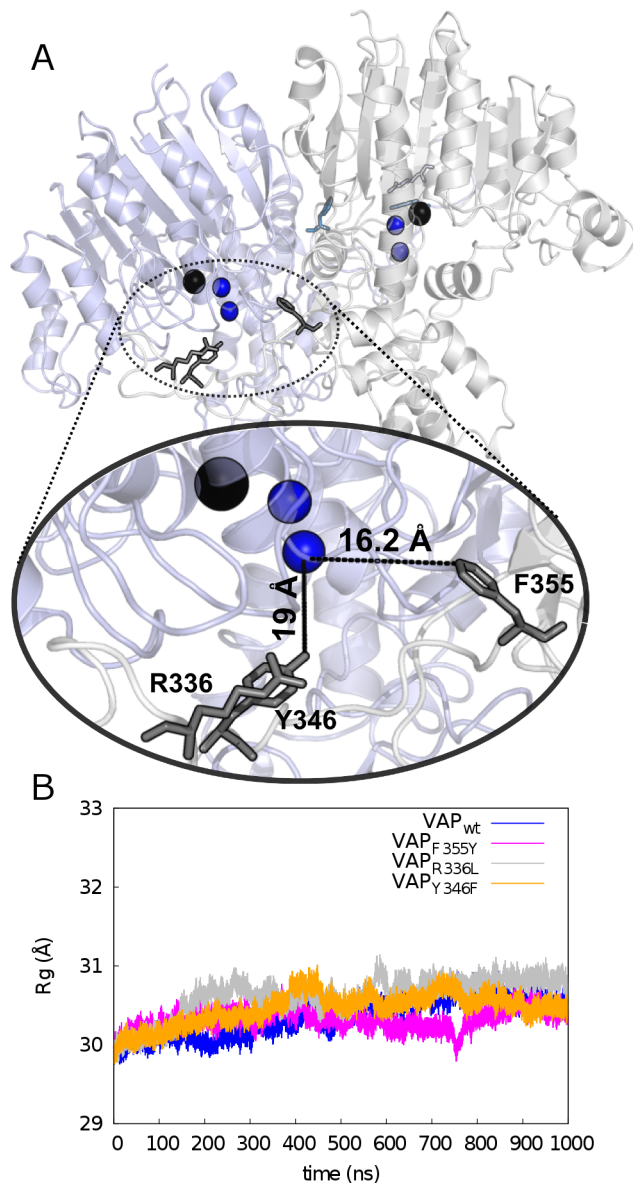 A
16.2 Å
F355
19 Å
R336
Y346
B
VAPwt
VAPF355Y
VAPR336L
VAPY346F
33
32
31
30
29
Rg (Å)
0 100 200 300 400 500 600 700 800 900 1000
time (ns)